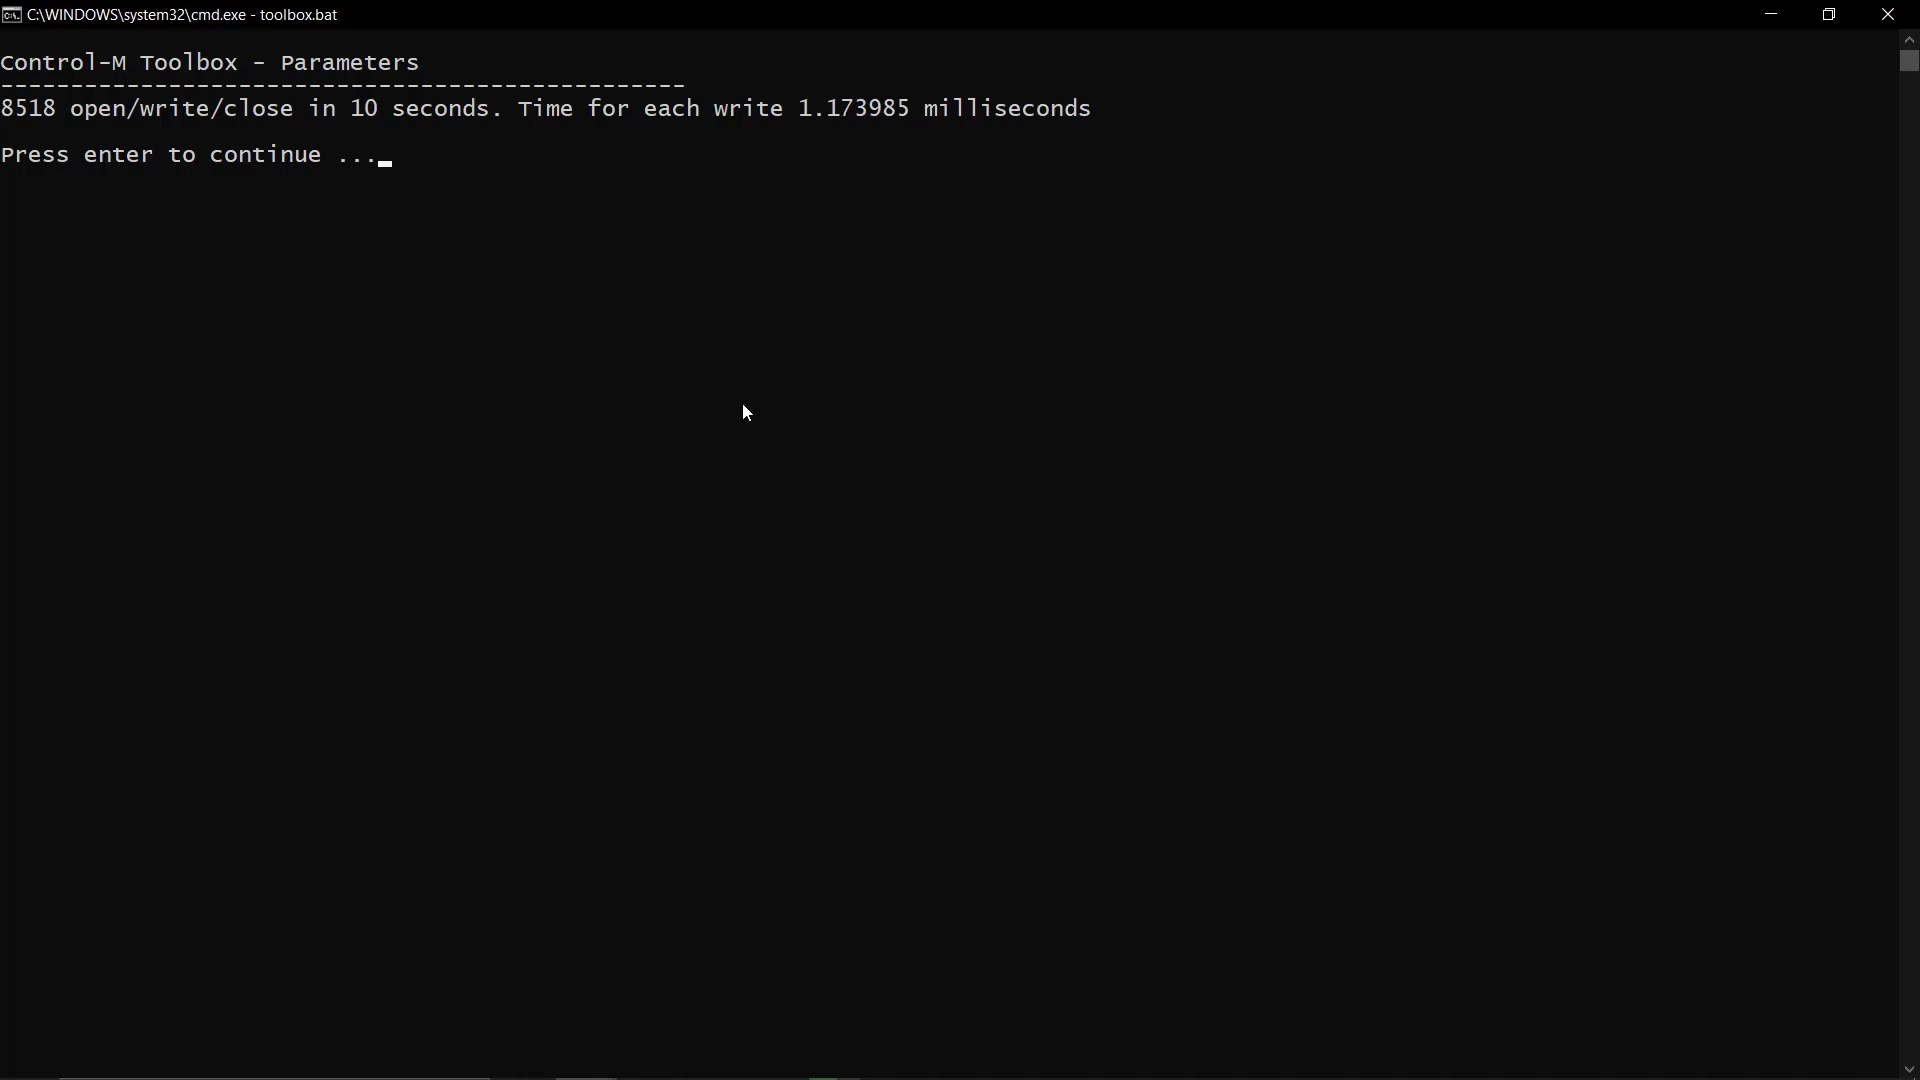 C:\WINDOWS\system32\cmd.exe - toolbox.bat
Control-M Toolbox - Parameters
-------------------------------------------------
8518 open/write/close in 10 seconds. Time for each write 1.173985 milliseconds
Press enter to continue ...